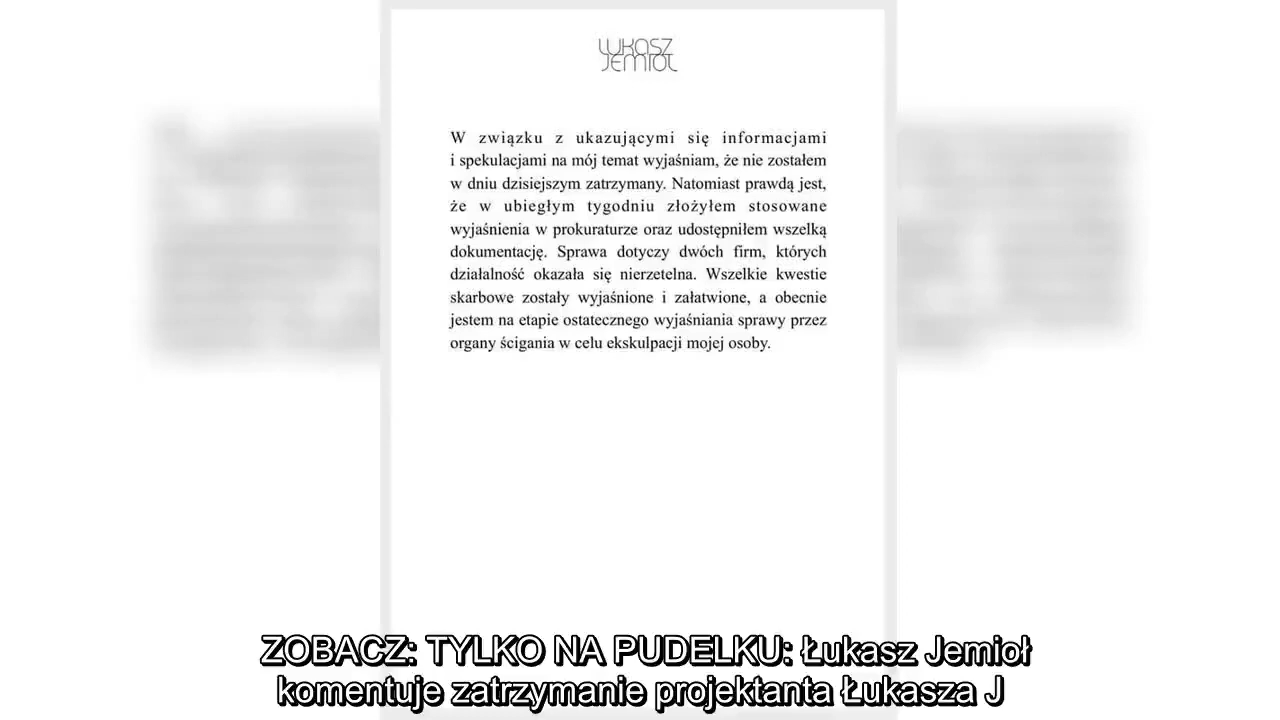 LUKASZ
JEMIOL
W związku z ukazującymi się informacjami
i spekulacjami na mój temat wyjaśniam, że nie zostałem
w dniu dzisiejszym zatrzymany. Natomiast prawdą jest,
że w ubiegłym tygodniu złożyłem stosowane
wyjaśnienia w prokuraturze oraz udostępniłem wszelką
dokumentację. Sprawa dotyczy dwóch firm, których
działalność okazała się nierzetelna. Wszelkie kwestie
skarbowe zostały wyjaśnione i załatwione, a obecnie
jestem na etapie ostatecznego wyjaśniania sprawy przez
organy ścigania w celu ekskulpacji mojej osoby.
ZOBACZ: TYLKO NA PUDELKU: Łukasz Jemioł
komentuje zatrzymanie projektanta Łukasza J